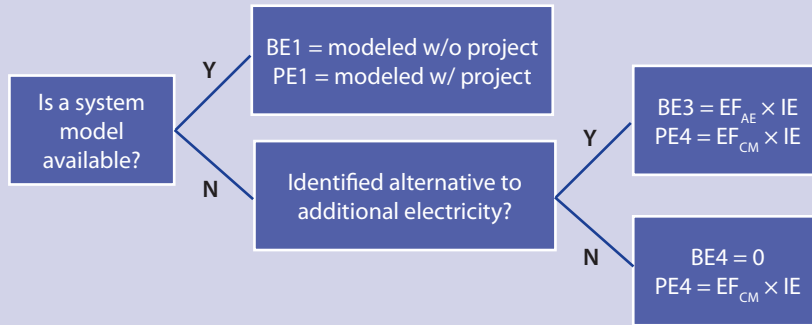 Is a system
model
available?
Y
N
BE1 = modeled w/o project
PE1 = modeled w/ project
Identified alternative to
additional electricity?
Y
N
BE3 = EF_AE × IE
PE4 = EF_CM × IE
BE4 = 0
PE4 = EF_CM × IE